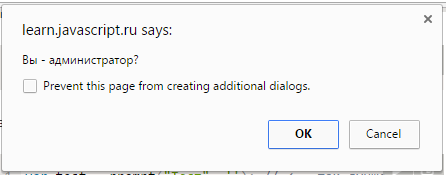 learn.javascript.ru says:
Вы - администратор?
Prevent this page from creating additional dialogs.
OK
Cancel